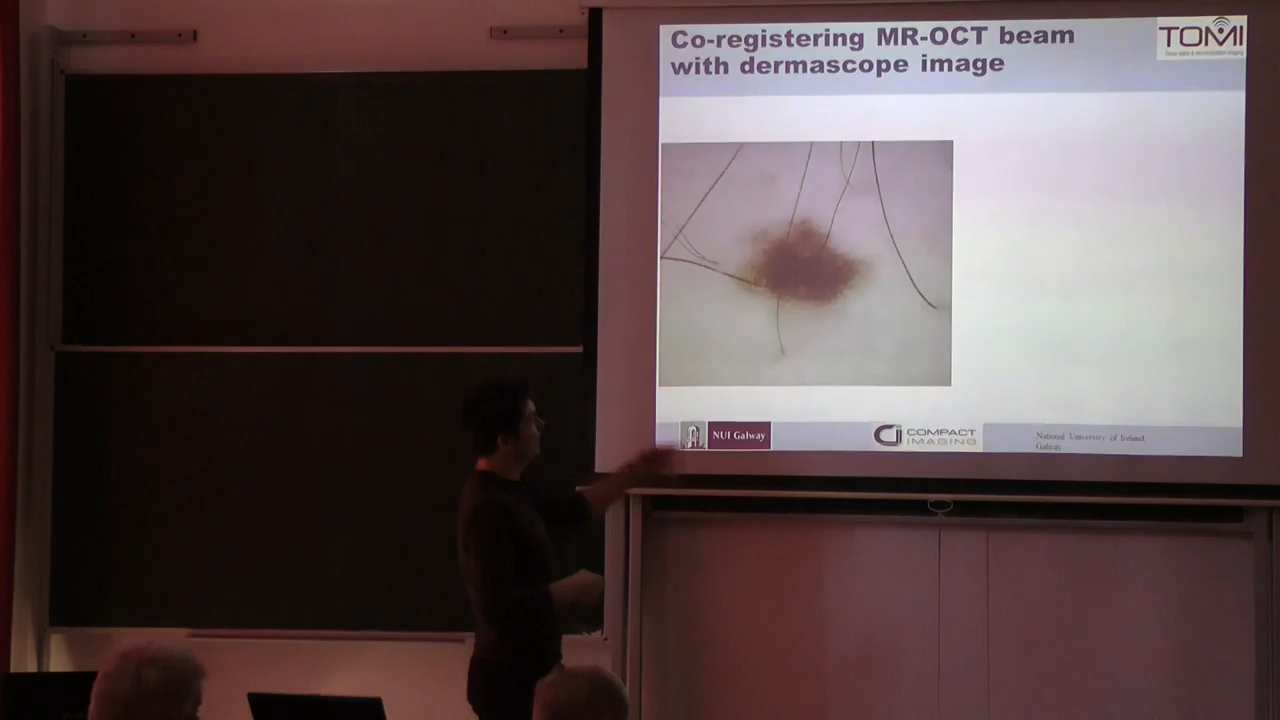 Co-registering MR-OCT beam
with dermascope image
TOMI
NUI Galway
COMPACT
IMAGING
National University of Ireland,
Galway